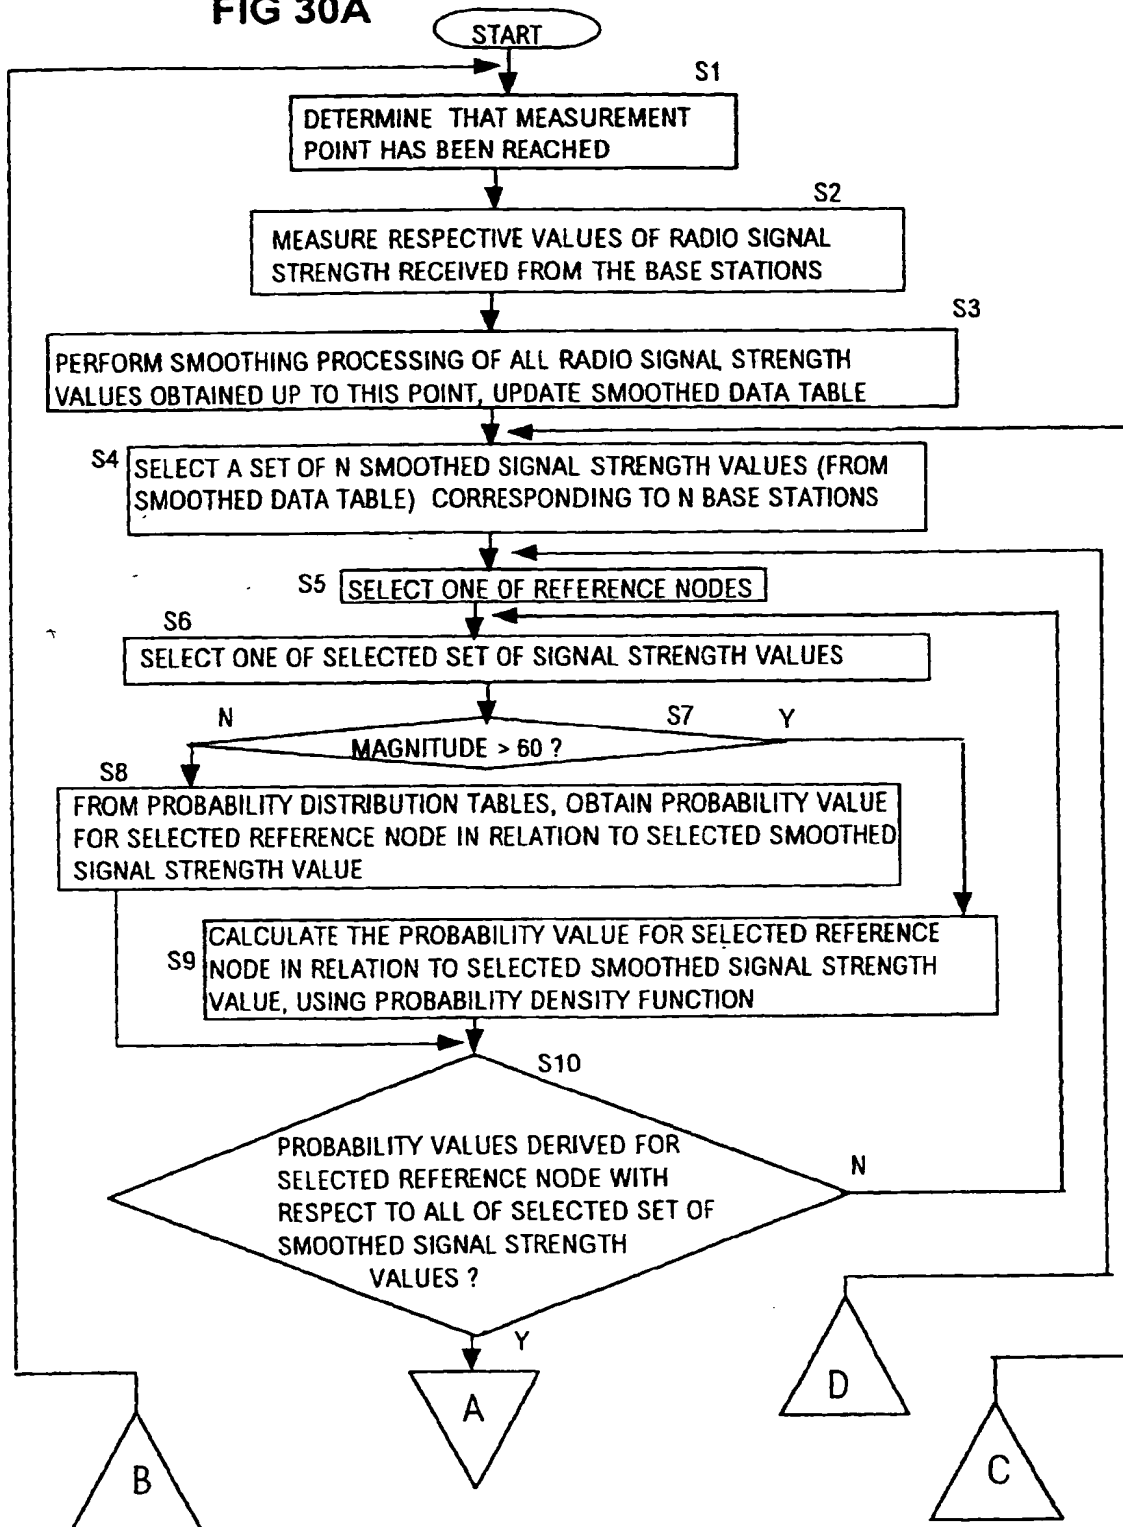 FIG 30A
START
S1
DETERMINE THAT MEASUREMENT
POINT HAS BEEN REACHED
S2
MEASURE RESPECTIVE VALUES OF RADIO SIGNAL
STRENGTH RECEIVED FROM THE BASE STATIONS
S3
PERFORM SMOOTHING PROCESSING OF ALL RADIO SIGNAL STRENGTH
VALUES OBTAINED UP TO THIS POINT, UPDATE SMOOTHED DATA TABLE
S4
SELECT A SET OF N SMOOTHED SIGNAL STRENGTH VALUES (FROM
SMOOTHED DATA TABLE) CORRESPONDING TO N BASE STATIONS
S5
SELECT ONE OF REFERENCE NODES
S6
SELECT ONE OF SELECTED SET OF SIGNAL STRENGTH VALUES
N
S7
Y
MAGNITUDE > 60 ?
S8
FROM PROBABILITY DISTRIBUTION TABLES, OBTAIN PROBABILITY VALUE
FOR SELECTED REFERENCE NODE IN RELATION TO SELECTED SMOOTHED
SIGNAL STRENGTH VALUE
S9
CALCULATE THE PROBABILITY VALUE FOR SELECTED REFERENCE
NODE IN RELATION TO SELECTED SMOOTHED SIGNAL STRENGTH
VALUE, USING PROBABILITY DENSITY FUNCTION
S10
PROBABILITY VALUES DERIVED FOR
SELECTED REFERENCE NODE WITH
RESPECT TO ALL OF SELECTED SET OF
SMOOTHED SIGNAL STRENGTH
VALUES ?
N
Y
A
D
B
C